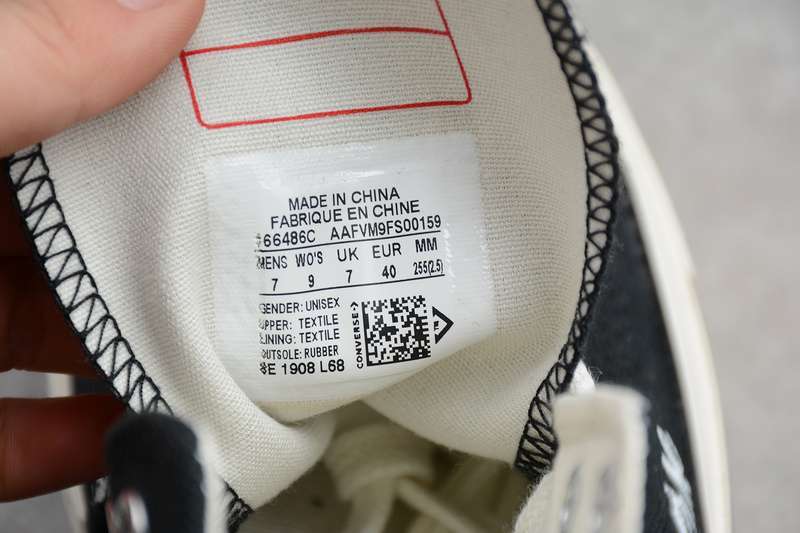 MADE IN CHINA
FABRIQUE EN CHINE
66486C AAFVM9FS00159
MENS WO'S UK EUR MM
7 9 7 40 255(2.5)
GENDER: UNISEX
UPPER: TEXTILE
LINING: TEXTILE
OUTSOLE: RUBBER
E 1908 L68
CONVERSE